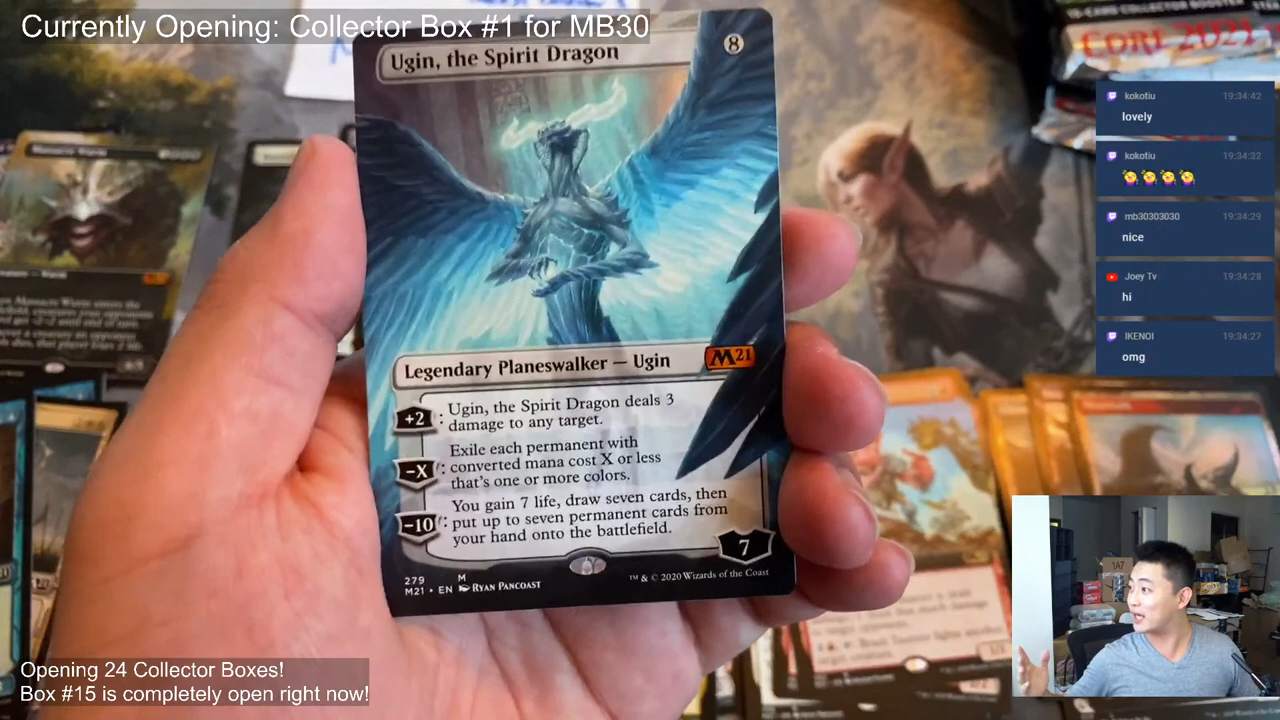 Currently Opening: Collector Box #1 for MB30
Ugin, the Spirit Dragon
8
Legendary Planeswalker — Ugin
M21
+2 : Ugin, the Spirit Dragon deals 3
damage to any target.
Exile each permanent with
−X : converted mana cost X or less
that's one or more colors.
You gain 7 life, draw seven cards, then
−10 : put up to seven permanent cards from
your hand onto the battlefield.
7
279 M
M21 • EN RYAN PANCOAST
™ & © 2020 Wizards of the Coast
CORE 2021
kokotiu 19:34:42
lovely
kokotiu 19:34:32
mb30303030 19:34:29
nice
Joey Tv 19:34:28
hi
IKENOI 19:34:27
omg
1A7
Opening 24 Collector Boxes!
Box #15 is completely open right now!